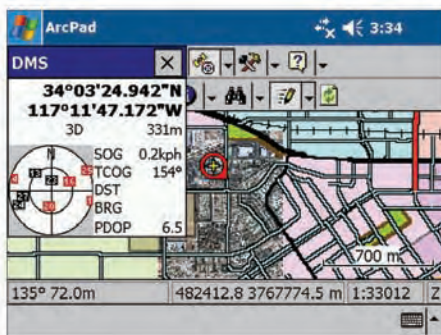 ArcPad 3:34
DMS
34°03'24.942"N
117°11'47.172"W
3D 331m
SOG 0.2kph
TCOG 154°
DST
BRG
PDOP 6.5
N
700 m
135° 72.0m 482412.8 3767774.5 m 1:33012 Z